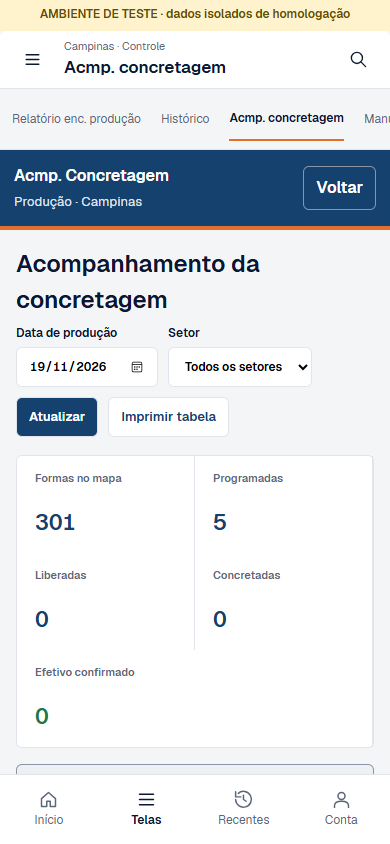 AMBIENTE DE TESTE · dados isolados de homologação
Campinas · Controle
Acmp. concretagem
Relatório enc. produção
Histórico
Acmp. concretagem
Acmp. Concretagem
Produção · Campinas
Voltar
Acompanhamento da
concretagem
Data de produção
Setor
19/11/2026
Todos os setores
Atualizar
Imprimir tabela
Formas no mapa
Programadas
301
5
Liberadas
Concretadas
0
0
Efetivo confirmado
0
Início
Telas
Recentes
Conta